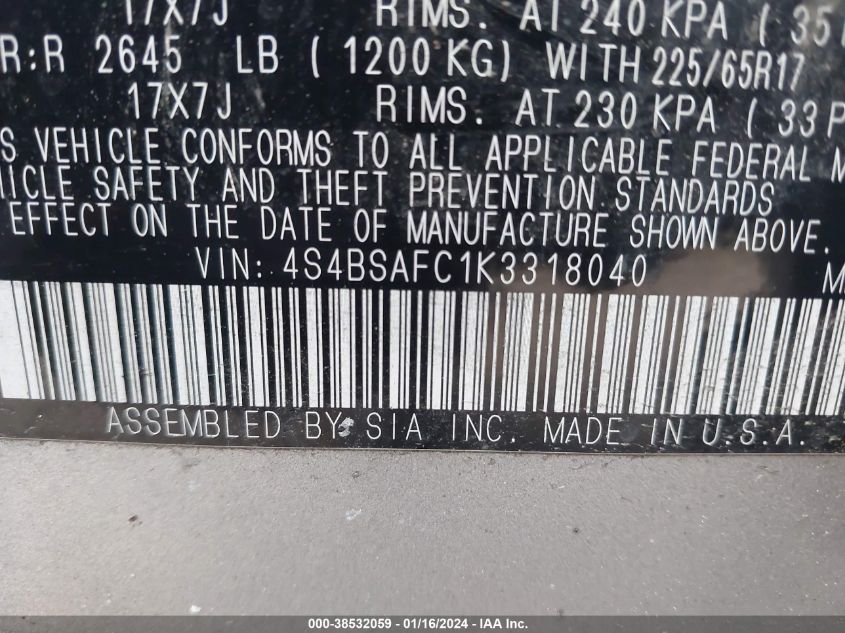 17X7J RIMS. AT 240 KPA ( 35
R:R 2645 LB ( 1200 KG) WITH 225/65R17
17X7J RIMS. AT 230 KPA ( 33 P
S VEHICLE CONFORMS TO ALL APPLICABLE FEDERAL M
ICLE SAFETY AND THEFT PREVENTION STANDARDS
EFFECT ON THE DATE OF MANUFACTURE SHOWN ABOVE.
VIN: 4S4BSAFC1K3318040 M
ASSEMBLED BY SIA INC. MADE IN U.S.A.
000-38532059 - 01/16/2024 - IAA Inc.